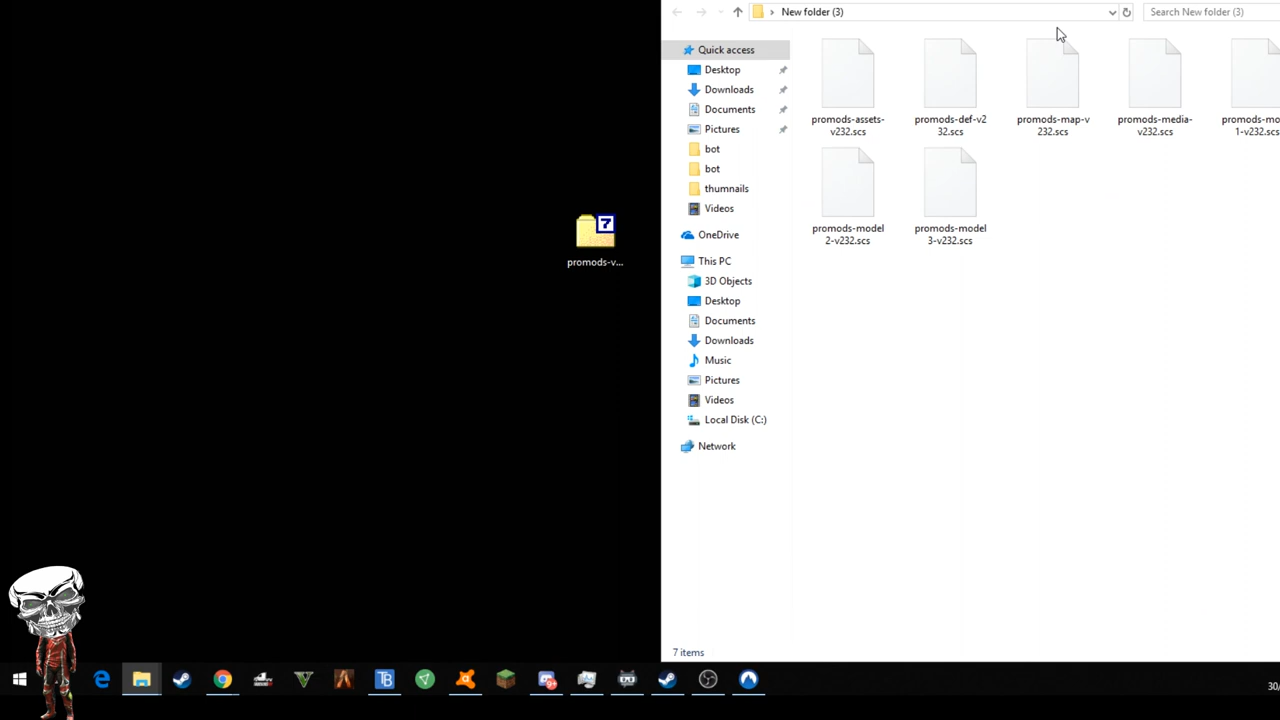 New folder (3)
Search New folder (3)
Quick access
Desktop
Downloads
Documents
Pictures
bot
bot
thumnails
Videos
OneDrive
This PC
3D Objects
Desktop
Documents
Downloads
Music
Pictures
Videos
Local Disk (C:)
Network
promods-assets-
v232.scs
promods-def-v2
32.scs
promods-map-v
232.scs
promods-media-
v232.scs
promods-mo
1-v232.scs
promods-model
2-v232.scs
promods-model
3-v232.scs
7
promods-v...
7 items
TB
30/